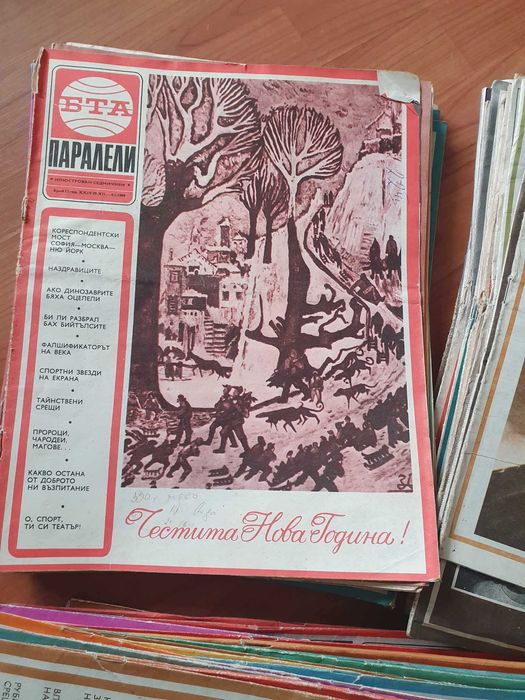 БТА
ПАРАЛЕЛИ
ИЛЮСТРОВАН СЕДМИЧНИК
КОРЕСПОНДЕНТСКИ
МОСТ
СОФИЯ—МОСКВА—
НЮ ЙОРК
НАЗДРАВИЦИТЕ
АКО ДИНОЗАВРИТЕ
БЯХА ОЦЕЛЕЛИ
БИ ЛИ РАЗБРАЛ
БАХ БИЙТЪЛСИТЕ
ФАЛШИФИКАТОРЪТ
НА ВЕКА
СПОРТНИ ЗВЕЗДИ
НА ЕКРАНА
ТАЙНСТВЕНИ
СРЕЩИ
ПРОРОЦИ,
ЧАРОДЕИ,
МАГОВЕ...
КАКВО ОСТАНА
ОТ ДОБРОТО
НИ ВЪЗПИТАНИЕ
О, СПОРТ,
ТИ СИ ТЕАТЪР!
Честита Нова Година!